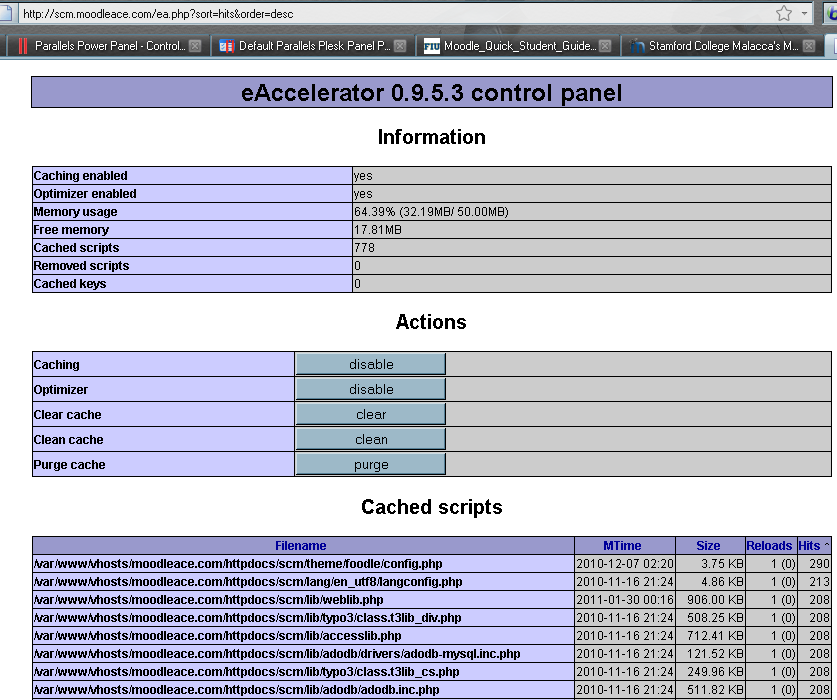 http://scm.moodleace.com/ea.php?sort=hits&order=desc
Parallels Power Panel - Control... Default Parallels Plesk Panel P... FIU Moodle_Quick_Student_Guide... Stamford College Malacca's M...
eAccelerator 0.9.5.3 control panel
Information
Caching enabled yes
Optimizer enabled yes
Memory usage 64.39% (32.19MB/ 50.00MB)
Free memory 17.81MB
Cached scripts 778
Removed scripts 0
Cached keys 0
Actions
Caching disable
Optimizer disable
Clear cache clear
Clean cache clean
Purge cache purge
Cached scripts
Filename MTime Size Reloads Hits ^
/var/www/vhosts/moodleace.com/httpdocs/scm/theme/foodle/config.php 2010-12-07 02:20 3.75 KB 1 (0) 290
/var/www/vhosts/moodleace.com/httpdocs/scm/lang/en_utf8/langconfig.php 2010-11-16 21:24 4.86 KB 1 (0) 213
/var/www/vhosts/moodleace.com/httpdocs/scm/lib/weblib.php 2011-01-30 00:16 906.00 KB 1 (0) 208
/var/www/vhosts/moodleace.com/httpdocs/scm/lib/typo3/class.t3lib_div.php 2010-11-16 21:24 508.25 KB 1 (0) 208
/var/www/vhosts/moodleace.com/httpdocs/scm/lib/accesslib.php 2010-11-16 21:24 712.41 KB 1 (0) 208
/var/www/vhosts/moodleace.com/httpdocs/scm/lib/adodb/drivers/adodb-mysql.inc.php 2010-11-16 21:24 121.52 KB 1 (0) 208
/var/www/vhosts/moodleace.com/httpdocs/scm/lib/typo3/class.t3lib_cs.php 2010-11-16 21:24 249.96 KB 1 (0) 208
/var/www/vhosts/moodleace.com/httpdocs/scm/lib/adodb/adodb.inc.php 2010-11-16 21:24 511.82 KB 1 (0) 208